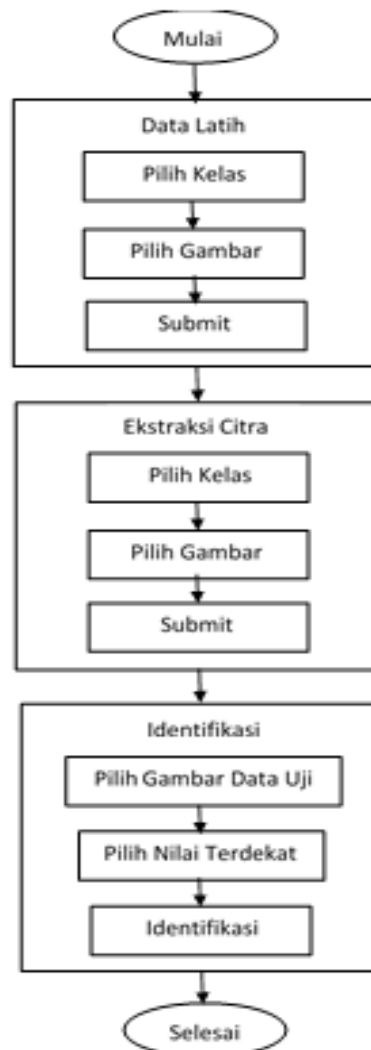 Mulai
Data Latih
Pilih Kelas
Pilih Gambar
Submit
Ekstraksi Citra
Pilih Kelas
Pilih Gambar
Submit
Identifikasi
Pilih Gambar Data Uji
Pilih Nilai Terdekat
Identifikasi
Selesai